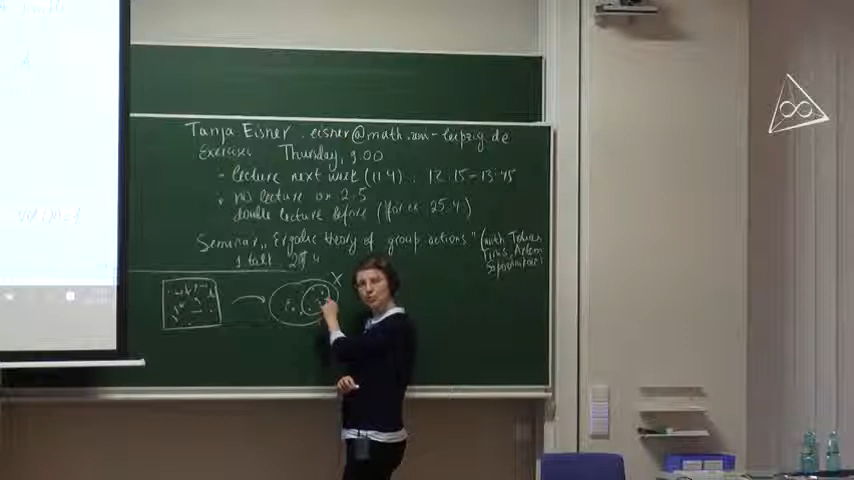 Tanja Eisner . eisner@math.uni-leipzig.de
Exercises Thursday, 9.00
• lecture next week (11.4) : 12.15 - 13.45
• no lecture on 2.5
double lecture before (for ex. 25.4)
Seminar „Ergodic theory of group actions" (with
1 talk
X